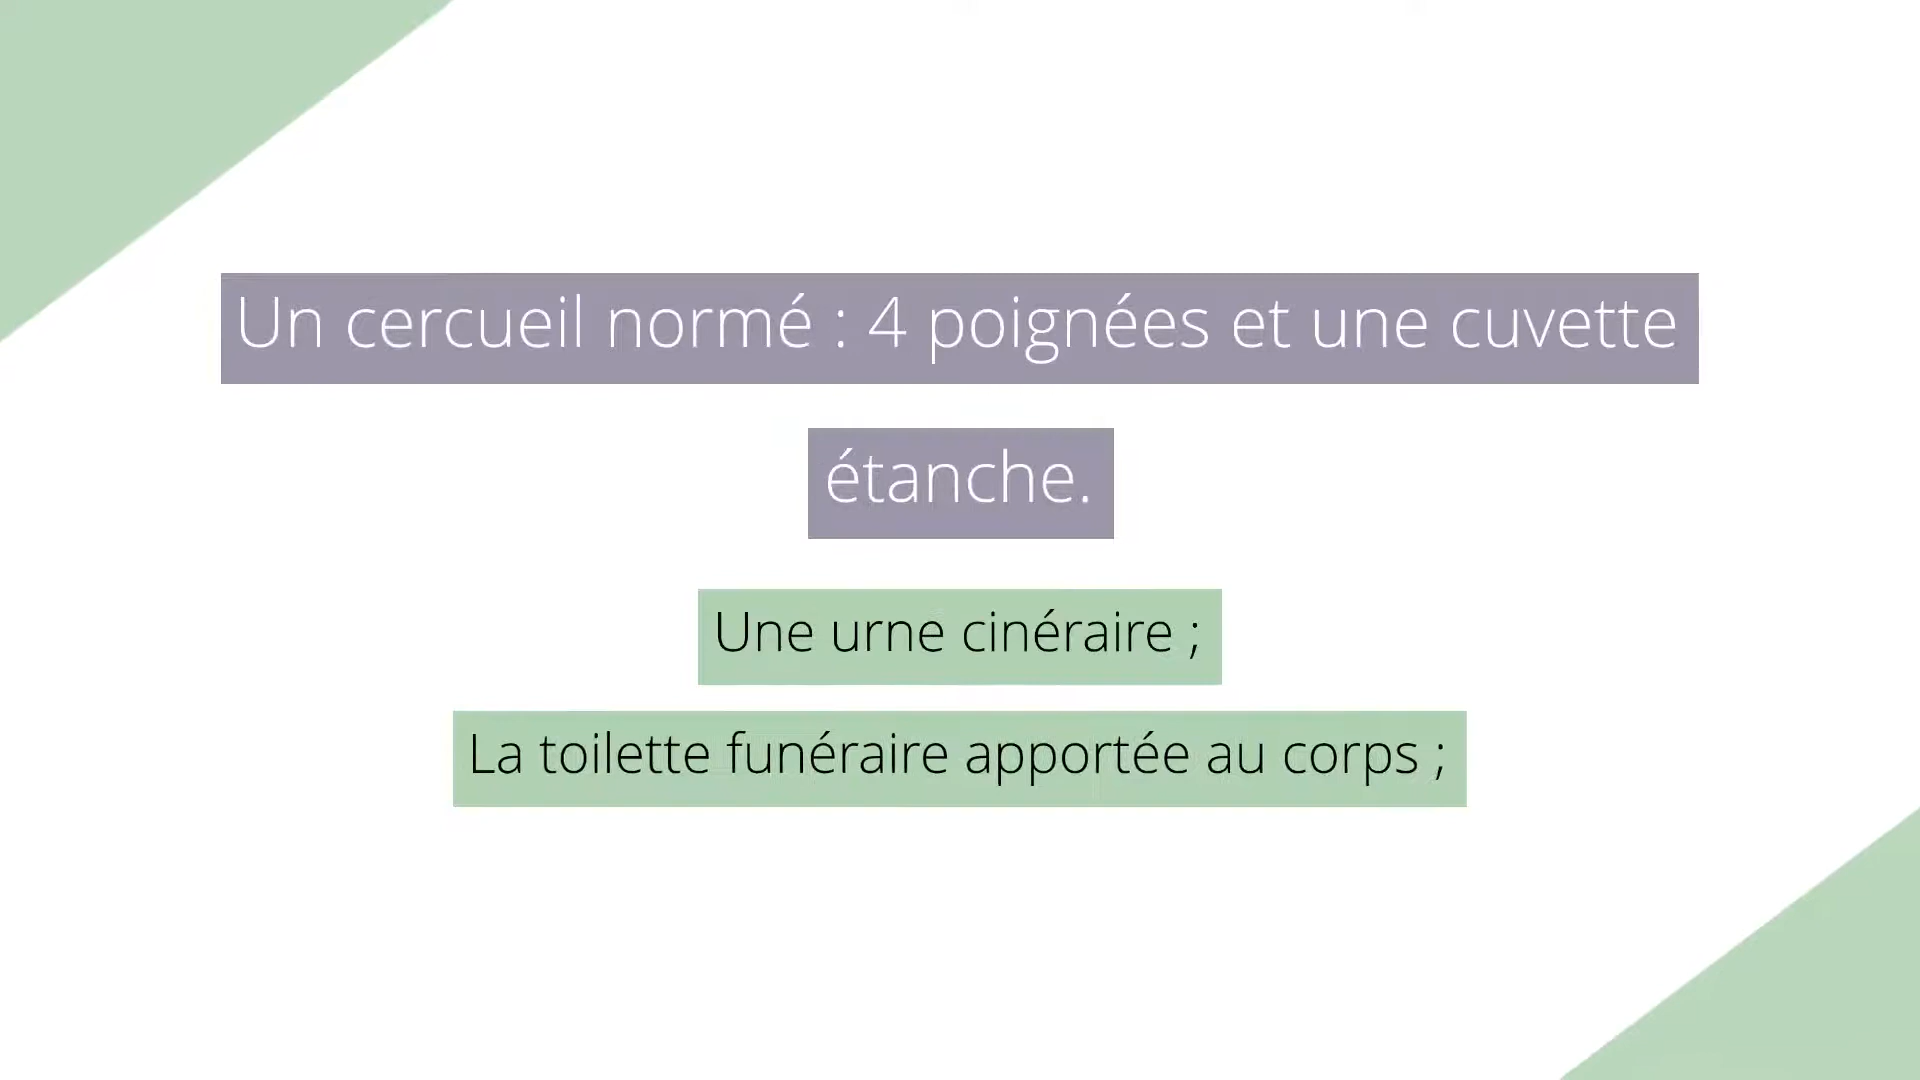 Un cercueil normé : 4 poignées et une cuvette
étanche.
Une urne cinéraire ;
La toilette funéraire apportée au corps ;